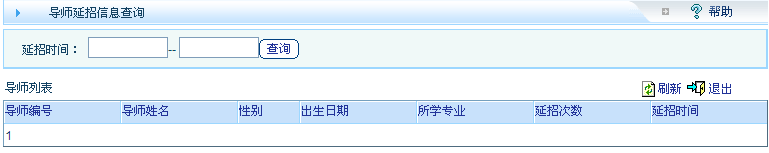 导师延招信息查询 帮助
延招时间： -- 查询
导师列表 刷新 退出
导师编号 导师姓名 性别 出生日期 所学专业 延招次数 延招时间
1